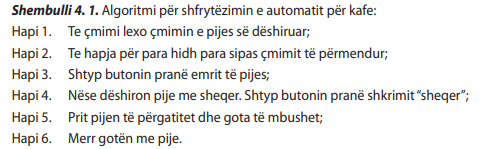 Shembulli 4. 1. Algoritmi për shfrytëzimin e automatit për kafe:
Hapi 1. Te çmimi lexo çmimin e pijes së dëshiruar;
Hapi 2. Te hapja për para hidh para sipas çmimit të përmendur;
Hapi 3. Shtyp butonin pranë emrit të pijes;
Hapi 4. Nëse dëshiron pije me sheqer. Shtyp butonin pranë shkrimit “sheqer”;
Hapi 5. Prit pijen të përgatitet dhe gota të mbushet;
Hapi 6. Merr gotën me pije.